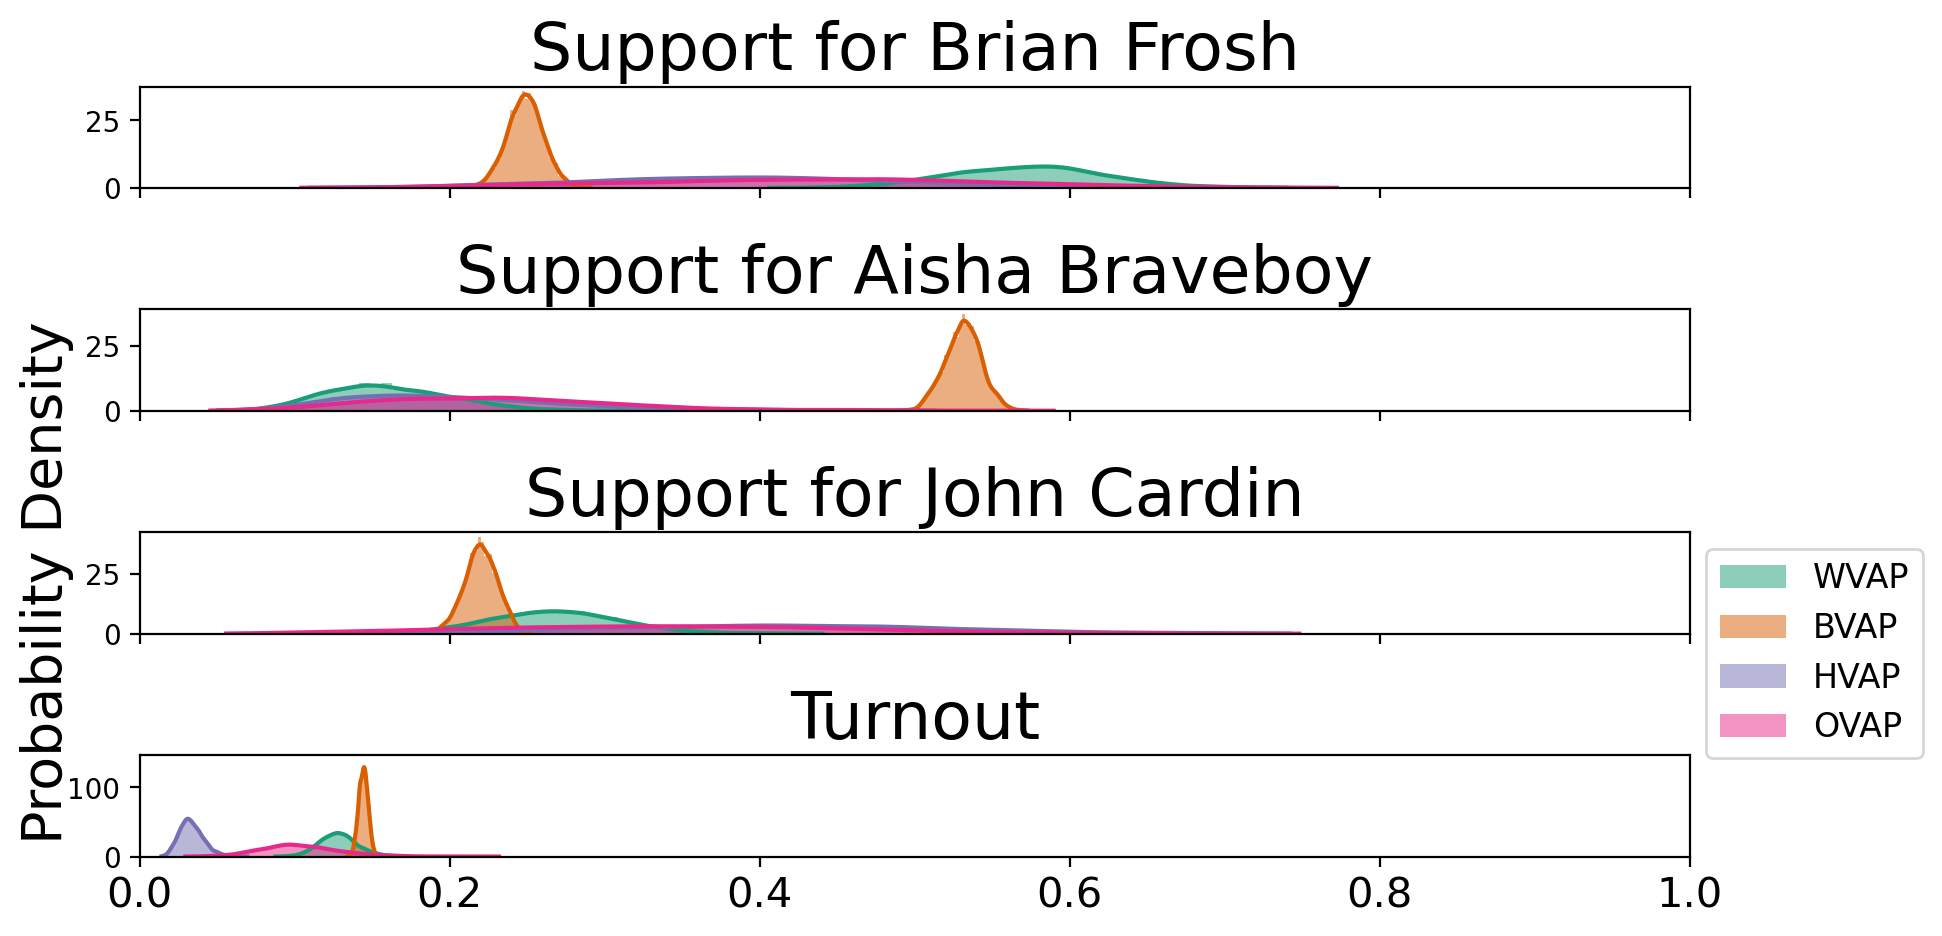 Support for Brian Frosh
25
0
Support for Aisha Braveboy
25
0
Support for John Cardin
25
0
Turnout
100
0
0.0 0.2 0.4 0.6 0.8 1.0
Probability Density
WVAP
BVAP
HVAP
OVAP